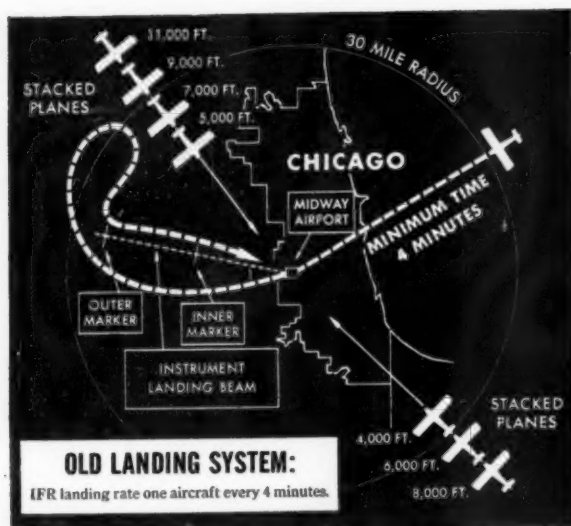 11,000 FT.
9,000 FT.
7,000 FT.
5,000 FT.
STACKED
PLANES
30 MILE RADIUS
CHICAGO
MIDWAY
AIRPORT
MINIMUM TIME
4 MINUTES
OUTER
MARKER
INNER
MARKER
INSTRUMENT
LANDING BEAM
STACKED
PLANES
4,000 FT.
6,000 FT.
8,000 FT.
OLD LANDING SYSTEM:
IFR landing rate one aircraft every 4 minutes.